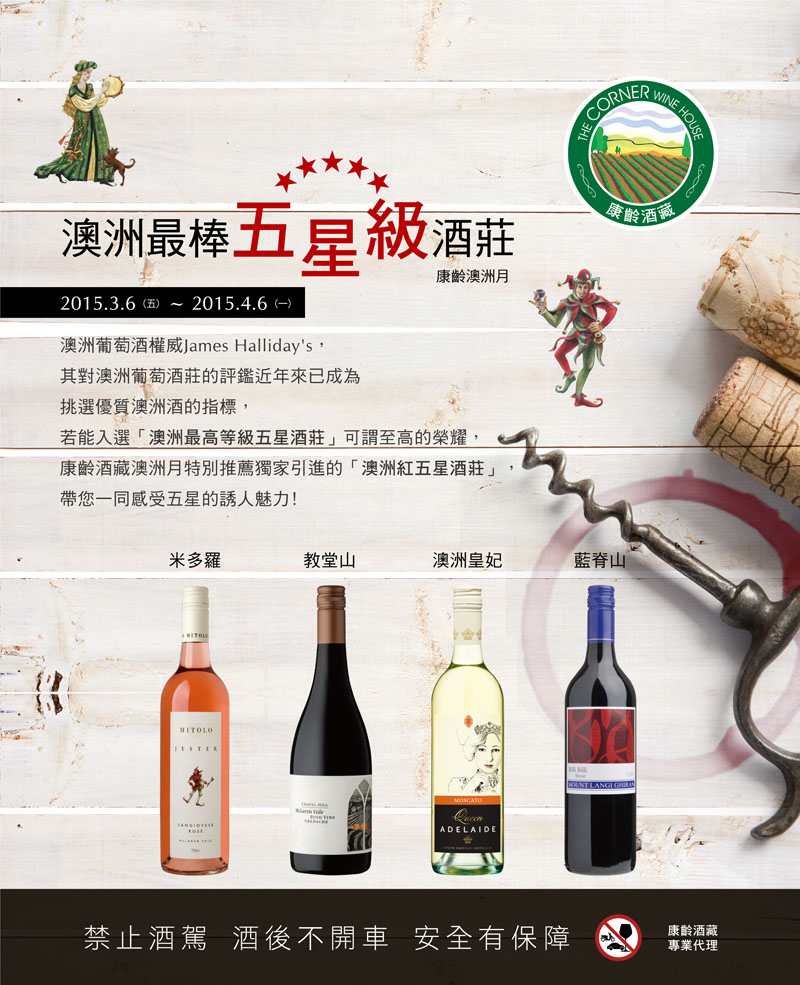 THE CORNER WINE HOUSE
康齡酒藏
澳洲最棒五星級酒莊
康齡澳洲月
2015.3.6（五）~ 2015.4.6（一）
澳洲葡萄酒權威James Halliday's，
其對澳洲葡萄酒莊的評鑑近年來已成為
挑選優質澳洲酒的指標，
若能入選「澳洲最高等級五星酒莊」可謂至高的榮耀，
康齡酒藏澳洲月特別推薦獨家引進的「澳洲紅五星酒莊」，
帶您一同感受五星的誘人魅力！
米多羅
教堂山
澳洲皇妃
藍脊山
MITOLO
MITOLO
JESTER
SANGIOVESE
ROSÉ
McLAREN VALE
CHAPEL HILL
McLaren Vale
BUSH VINE
GRENACHE
MOSCATO
Queen
ADELAIDE
Billi Billi
Shiraz
MOUNT LANGI GHIRAN
禁止酒駕 酒後不開車 安全有保障
康齡酒藏
專業代理